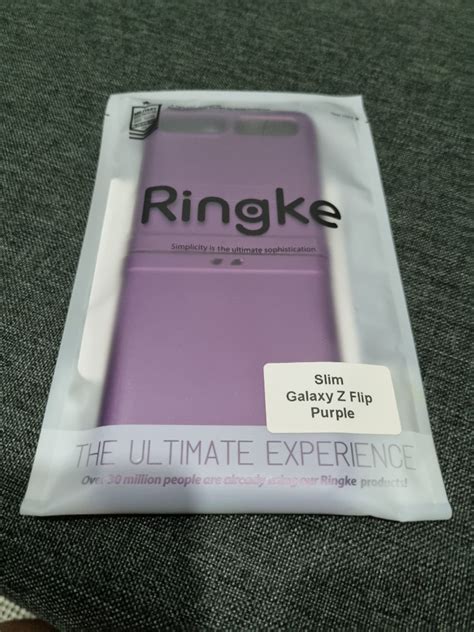 Ringke
Simplicity is the ultimate sophistication
Slim
Galaxy Z Flip
Purple
THE ULTIMATE EXPERIENCE
Over 30 million people are already using our Ringke products!